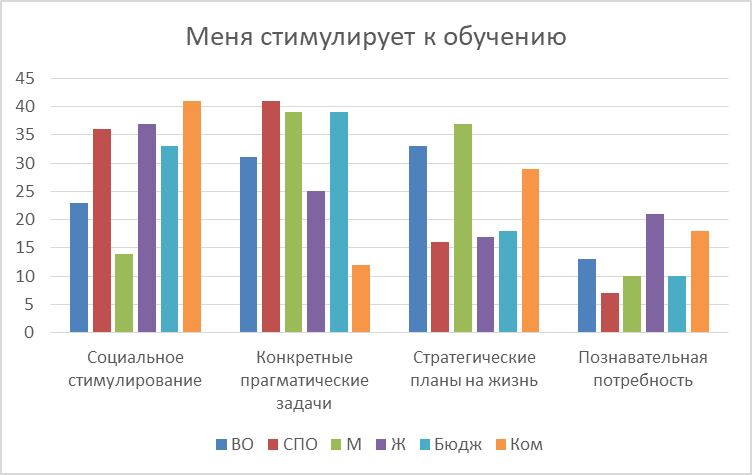 Меня стимулирует к обучению
45
40
35
30
25
20
15
10
5
0
Социальное стимулирование
Конкретные прагматические задачи
Стратегические планы на жизнь
Познавательная потребность
ВО СПО М Ж Бюдж Ком